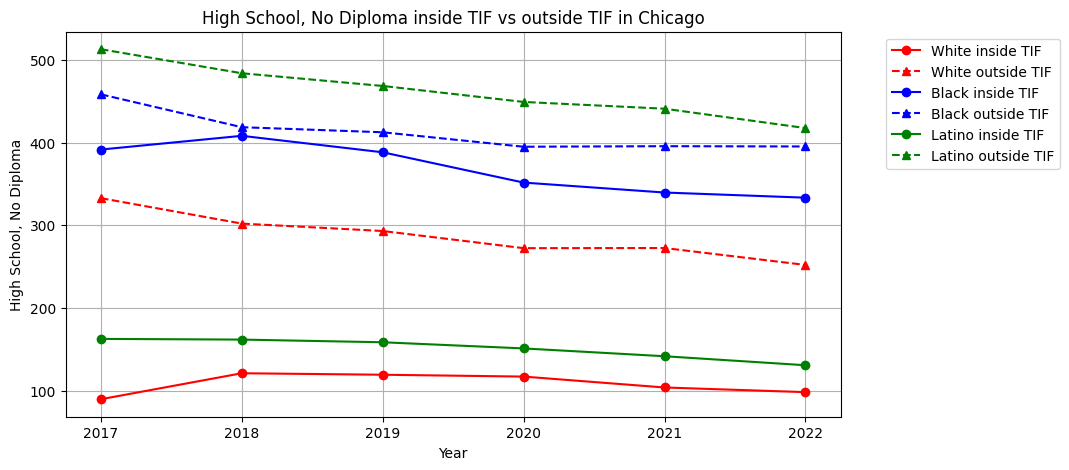 High School, No Diploma inside TIF vs outside TIF in Chicago
High School, No Diploma
500
400
300
200
100
2017 2018 2019 2020 2021 2022
Year
White inside TIF
White outside TIF
Black inside TIF
Black outside TIF
Latino inside TIF
Latino outside TIF